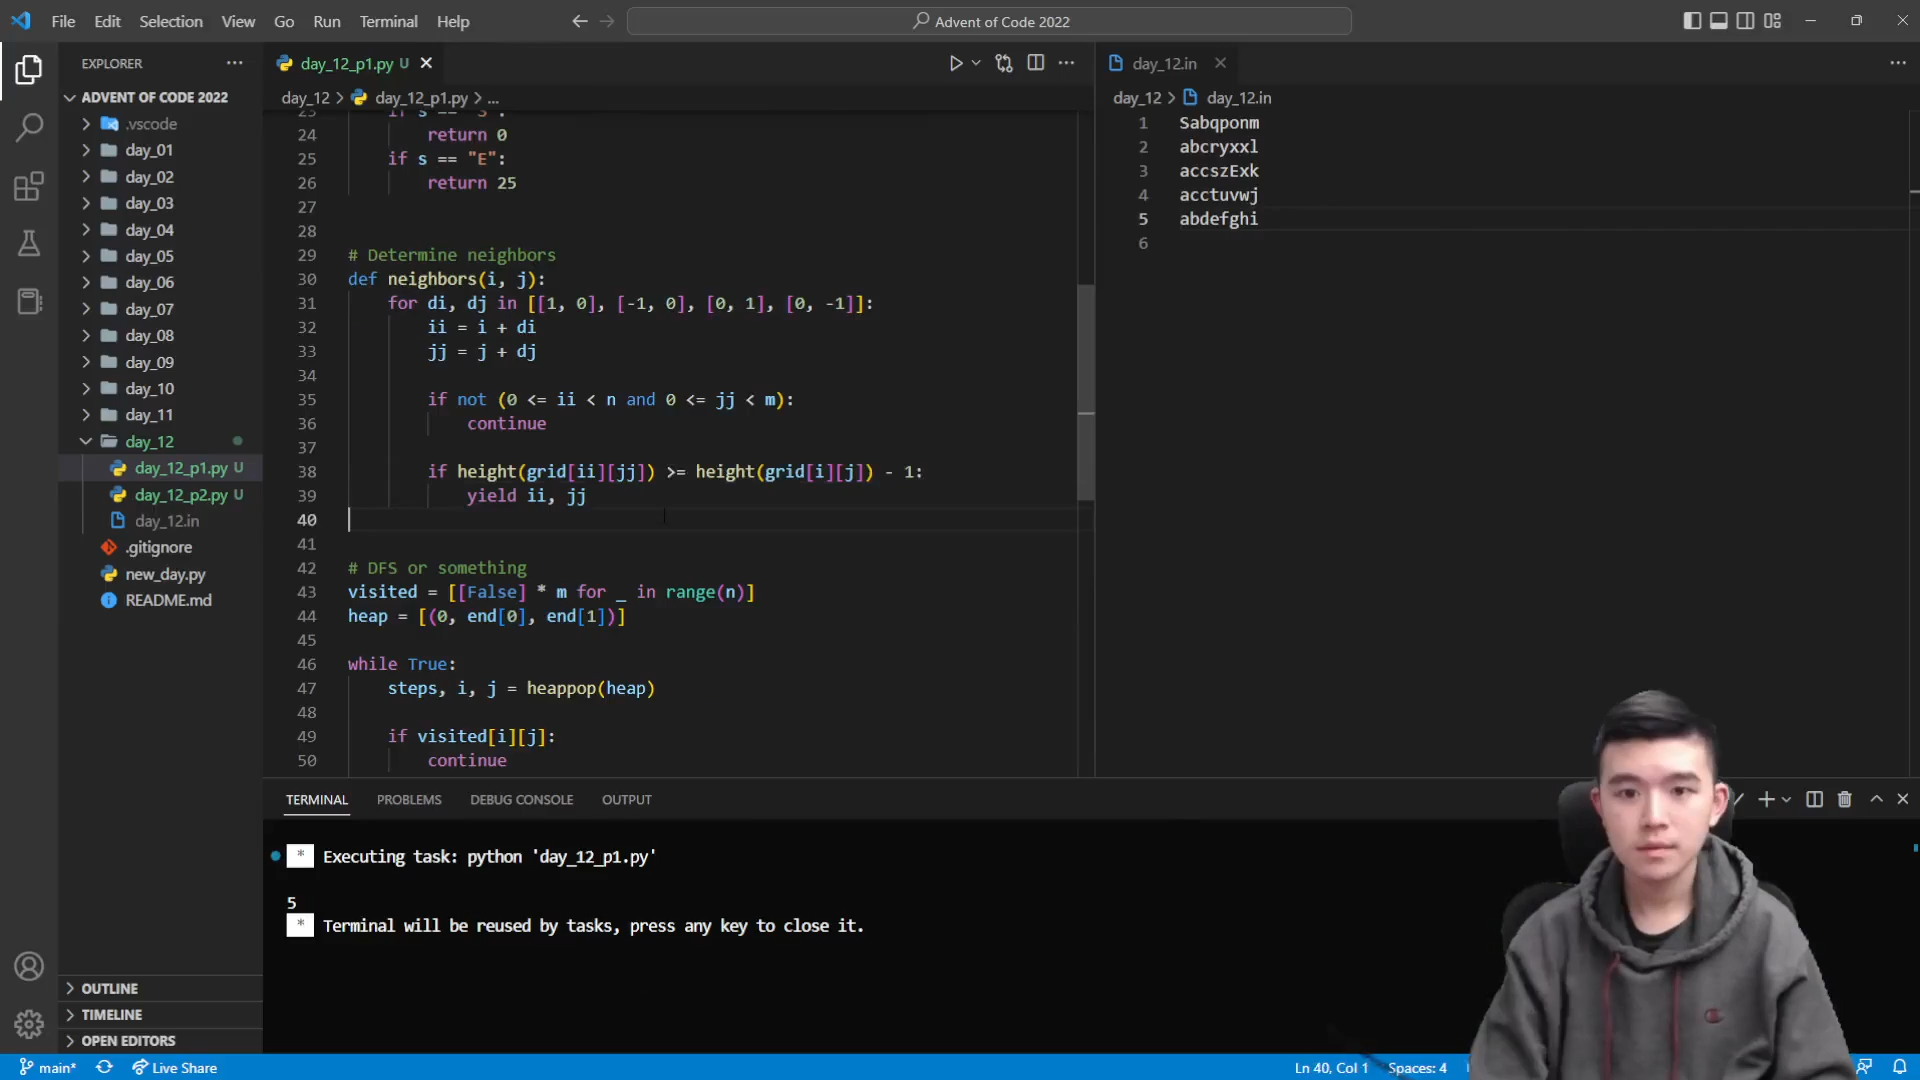 File Edit Selection View Go Run Terminal Help
Advent of Code 2022
EXPLORER
ADVENT OF CODE 2022
.vscode
day_01
day_02
day_03
day_04
day_05
day_06
day_07
day_08
day_09
day_10
day_11
day_12
day_12_p1.py U
day_12_p2.py U
day_12.in
.gitignore
new_day.py
README.md
OUTLINE
TIMELINE
OPEN EDITORS
day_12_p1.py U
day_12 > day_12_p1.py > ...
23 if s == "S":
24 return 0
25 if s == "E":
26 return 25
27
28
29 # Determine neighbors
30 def neighbors(i, j):
31 for di, dj in [[1, 0], [-1, 0], [0, 1], [0, -1]]:
32 ii = i + di
33 jj = j + dj
34
35 if not (0 <= ii < n and 0 <= jj < m):
36 continue
37
38 if height(grid[ii][jj]) >= height(grid[i][j]) - 1:
39 yield ii, jj
40
41
42 # DFS or something
43 visited = [[False] * m for _ in range(n)]
44 heap = [(0, end[0], end[1])]
45
46 while True:
47 steps, i, j = heappop(heap)
48
49 if visited[i][j]:
50 continue
day_12.in
day_12 > day_12.in
1 Sabqponm
2 abcryxxl
3 accszExk
4 acctuvwj
5 abdefghi
6
TERMINAL PROBLEMS DEBUG CONSOLE OUTPUT
* Executing task: python 'day_12_p1.py'
5
* Terminal will be reused by tasks, press any key to close it.
main* Live Share Ln 40, Col 1 Spaces: 4